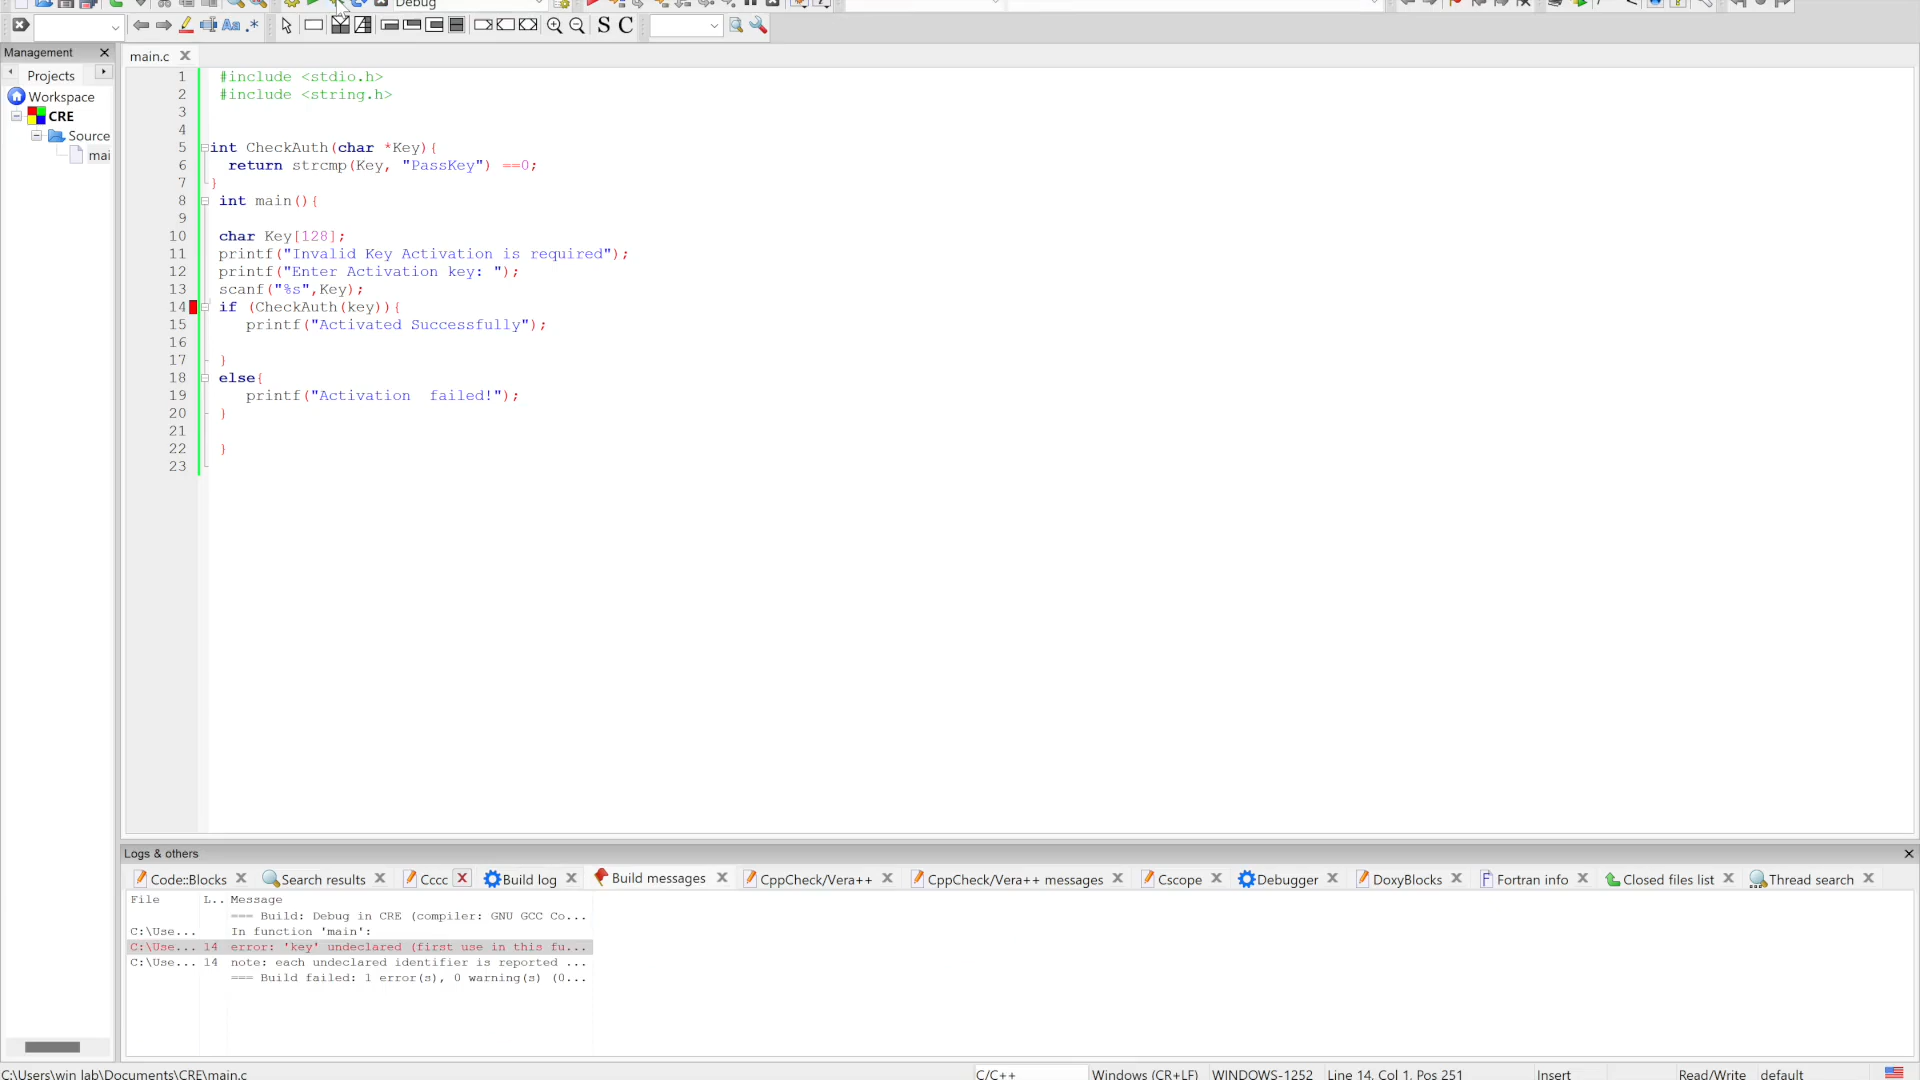 Debug
Aa .*
S C
Management
main.c
Projects
Workspace
CRE
Source
mai
1 #include <stdio.h>
2 #include <string.h>
3
4
5 int CheckAuth(char *Key){
6 return strcmp(Key, "PassKey") ==0;
7 }
8 int main(){
9
10 char Key[128];
11 printf("Invalid Key Activation is required");
12 printf("Enter Activation key: ");
13 scanf("%s",Key);
14 if (CheckAuth(key)){
15 printf("Activated Successfully");
16
17 }
18 else{
19 printf("Activation  failed!");
20 }
21
22 }
23
Logs & others
Code::Blocks Search results Cccc Build log Build messages CppCheck/Vera++ CppCheck/Vera++ messages Cscope Debugger DoxyBlocks Fortran info Closed files list Thread search
File L.. Message
=== Build: Debug in CRE (compiler: GNU GCC Co...
C:\Use... In function 'main':
C:\Use... 14 error: 'key' undeclared (first use in this fu...
C:\Use... 14 note: each undeclared identifier is reported ...
=== Build failed: 1 error(s), 0 warning(s) (0...
C:\Users\win lab\Documents\CRE\main.c C/C++ Windows (CR+LF) WINDOWS-1252 Line 14, Col 1, Pos 251 Insert Read/Write default